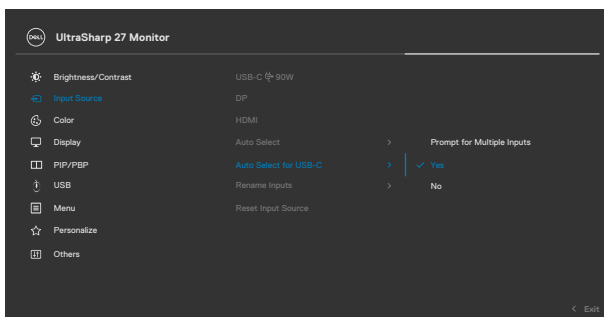 DELL UltraSharp 27 Monitor
Brightness/Contrast
Input Source
Color
Display
PIP/PBP
USB
Menu
Personalize
Others
USB-C 90W
DP
HDMI
Auto Select
Auto Select for USB-C
Rename Inputs
Reset Input Source
Prompt for Multiple Inputs
Yes
No
Exit